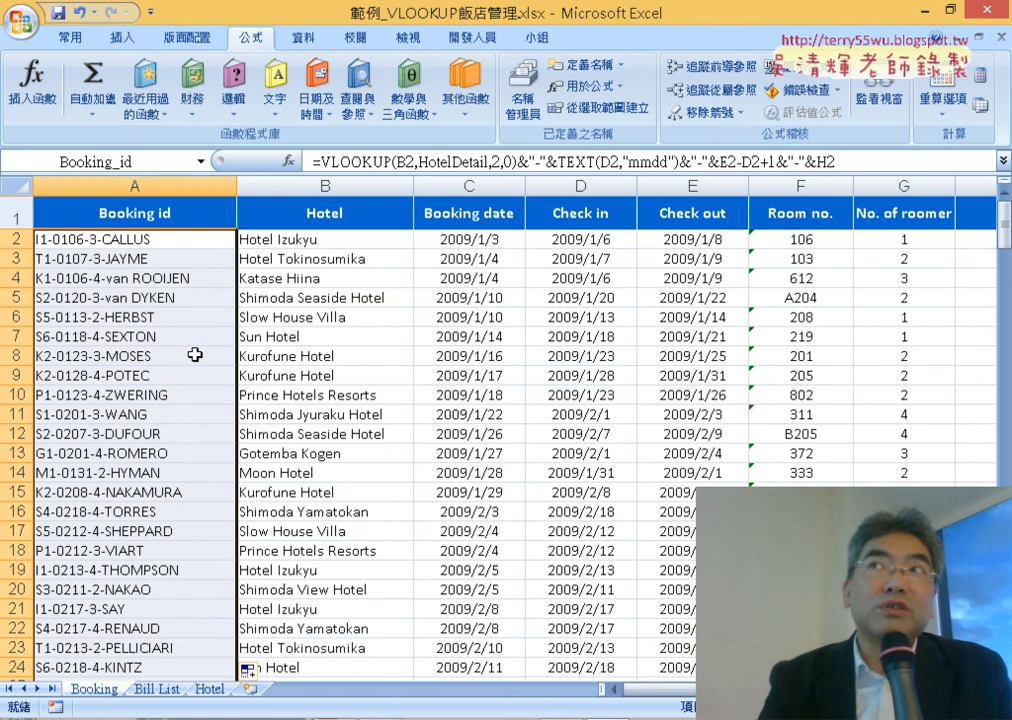 範例_VLOOKUP飯店管理.xlsx - Microsoft Excel
常用 插入 版面配置 公式 資料 校閱 檢視 開發人員 小組
http://terry55wu.blogspot.tw
吳清輝老師錄製
插入函數 自動加總 最近用過的函數 財務 邏輯 文字 日期及時間 查閱與參照 數學與三角函數 其他函數 名稱管理員 定義名稱 用於公式 從選取範圍建立 追蹤前導參照 追蹤從屬參照 移除箭號 錯誤檢查 評估值公式 監看視窗 重算選項
函數程式庫 已定義之名稱 公式稽核 計算
Booking_id fx =VLOOKUP(B2,HotelDetail,2,0)&"-"&TEXT(D2,"mmdd")&"-"&E2-D2+1&"-"&H2
A B C D E F G
1 Booking id Hotel Booking date Check in Check out Room no. No. of roomer
2 I1-0106-3-CALLUS Hotel Izukyu 2009/1/3 2009/1/6 2009/1/8 106 1
3 T1-0107-3-JAYME Hotel Tokinosumika 2009/1/4 2009/1/7 2009/1/9 103 2
4 K1-0106-4-van ROOIJEN Katase Hiina 2009/1/4 2009/1/6 2009/1/9 612 3
5 S2-0120-3-van DYKEN Shimoda Seaside Hotel 2009/1/10 2009/1/20 2009/1/22 A204 2
6 S5-0113-2-HERBST Slow House Villa 2009/1/10 2009/1/13 2009/1/14 208 1
7 S6-0118-4-SEXTON Sun Hotel 2009/1/14 2009/1/18 2009/1/21 219 1
8 K2-0123-3-MOSES Kurofune Hotel 2009/1/16 2009/1/23 2009/1/25 201 2
9 K2-0128-4-POTEC Kurofune Hotel 2009/1/17 2009/1/28 2009/1/31 205 2
10 P1-0123-4-ZWERING Prince Hotels Resorts 2009/1/18 2009/1/23 2009/1/26 802 2
11 S1-0201-3-WANG Shimoda Jyuraku Hotel 2009/1/22 2009/2/1 2009/2/3 311 4
12 S2-0207-3-DUFOUR Shimoda Seaside Hotel 2009/1/26 2009/2/7 2009/2/9 B205 4
13 G1-0201-4-ROMERO Gotemba Kogen 2009/1/27 2009/2/1 2009/2/4 372 3
14 M1-0131-2-HYMAN Moon Hotel 2009/1/28 2009/1/31 2009/2/1 333 2
15 K2-0208-4-NAKAMURA Kurofune Hotel 2009/1/29 2009/2/8 2009/
16 S4-0218-4-TORRES Shimoda Yamatokan 2009/2/3 2009/2/18 2009/
17 S5-0212-4-SHEPPARD Slow House Villa 2009/2/4 2009/2/12 2009/
18 P1-0212-3-VIART Prince Hotels Resorts 2009/2/4 2009/2/12 2009/
19 I1-0213-4-THOMPSON Hotel Izukyu 2009/2/5 2009/2/13 2009/
20 S3-0211-2-NAKAO Shimoda View Hotel 2009/2/5 2009/2/11 2009/
21 I1-0217-3-SAY Hotel Izukyu 2009/2/8 2009/2/17 2009/
22 S4-0217-4-RENAUD Shimoda Yamatokan 2009/2/8 2009/2/17 2009/
23 T1-0213-2-PELLICIARI Hotel Tokinosumika 2009/2/10 2009/2/13 2009/
24 S6-0218-4-KINTZ n Hotel 2009/2/11 2009/2/18 2009/
Booking Bill List Hotel
就緒 項